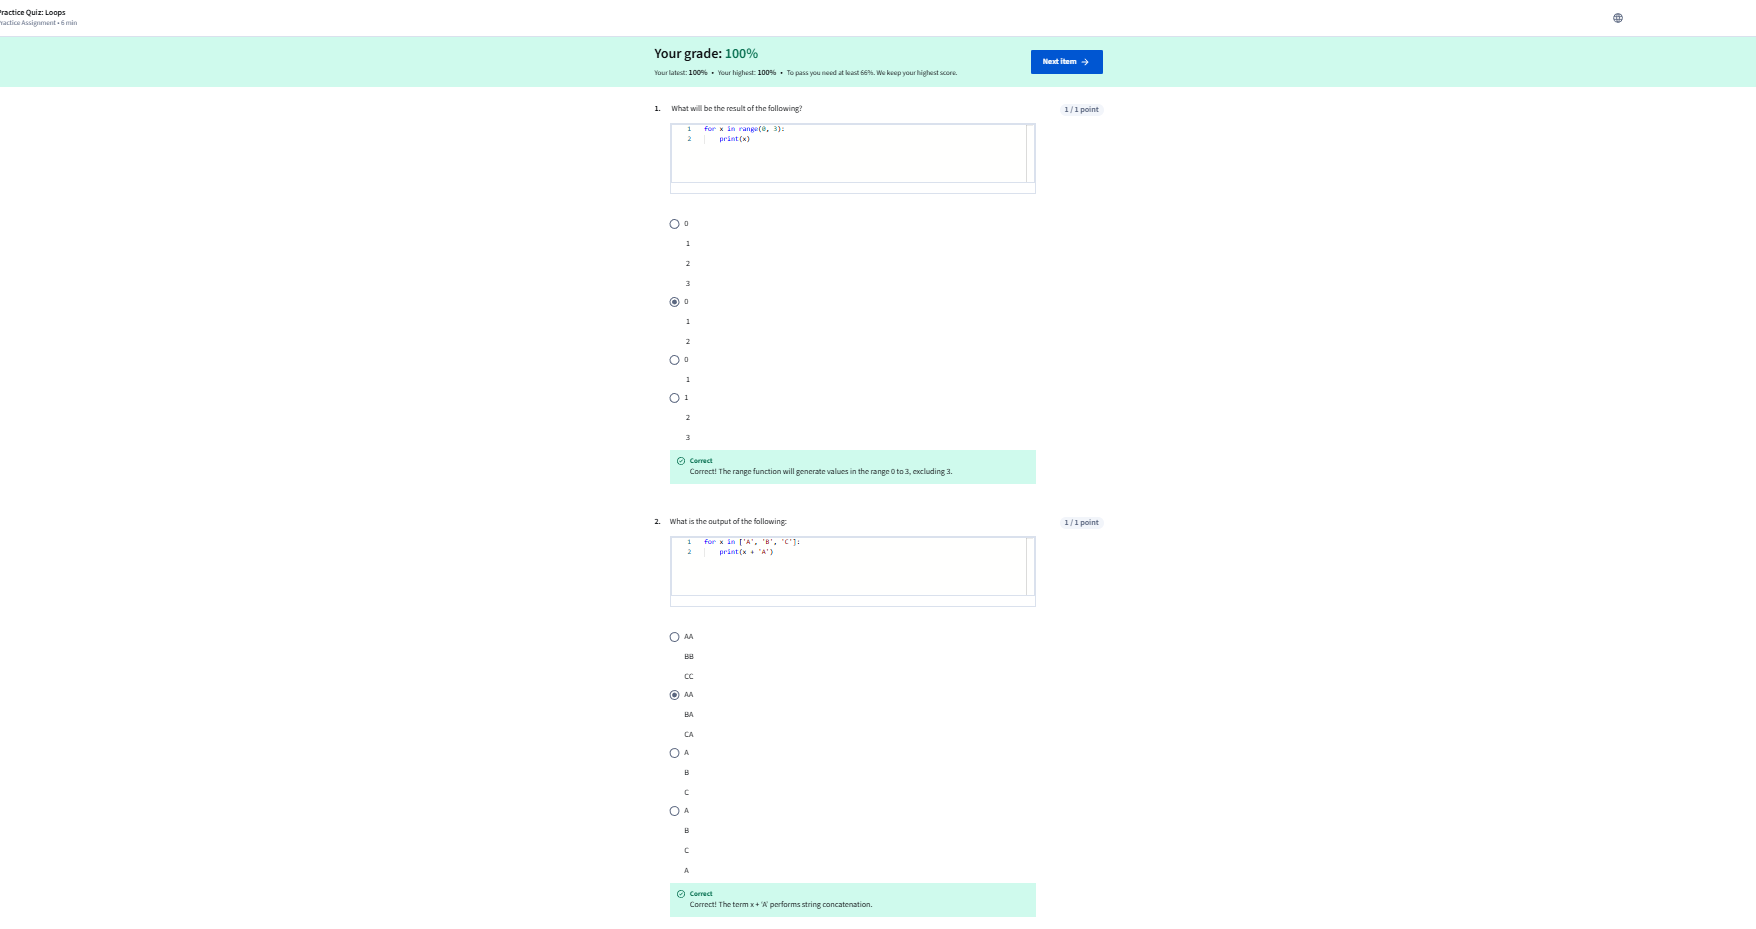 Practice Quiz: Loops
Practice Assignment • 6 min
Your grade: 100%
Your latest: 100% • Your highest: 100% • To pass you need at least 66%. We keep your highest score.
Next item →
1. What will be the result of the following?
1 / 1 point
1 for x in range(0, 3):
2 print(x)
0
1
2
3
0
1
2
0
1
1
2
3
Correct
Correct! The range function will generate values in the range 0 to 3, excluding 3.
2. What is the output of the following:
1 / 1 point
1 for x in ['A', 'B', 'C']:
2 print(x + 'A')
AA
BB
CC
AA
BA
CA
A
B
C
A
B
C
A
Correct
Correct! The term x + 'A' performs string concatenation.